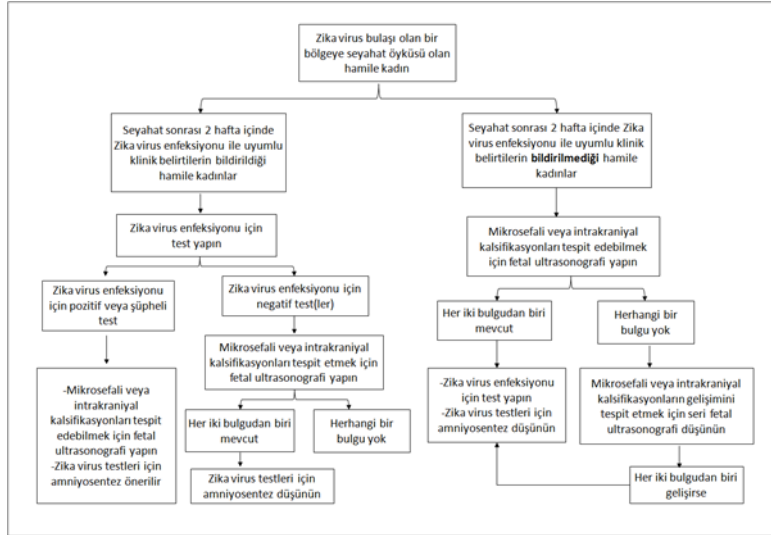 Zika virus bulaşı olan bir
bölgeye seyahat öyküsü olan
hamile kadın
Seyahat sonrası 2 hafta içinde
Zika virus enfeksiyonu ile uyumlu
klinik belirtilerin bildirildiği
hamile kadınlar
Seyahat sonrası 2 hafta içinde Zika
virus enfeksiyonu ile uyumlu klinik
belirtilerin bildirilmediği hamile
kadınlar
Zika virus enfeksiyonu için
test yapın
Mikrosefali veya intrakraniyal
kalsifikasyonları tespit edebilmek
için fetal ultrasonografi yapın
Zika virus enfeksiyonu
için pozitif veya şüpheli
test
Zika virus enfeksiyonu için
negatif test(ler)
Her iki bulgudan biri
mevcut
Herhangi bir
bulgu yok
Mikrosefali veya intrakraniyal
kalsifikasyonları tespit etmek için
fetal ultrasonografi yapın
-Mikrosefali veya
intrakraniyal
kalsifikasyonları tespit
edebilmek için fetal
ultrasonografi yapın
-Zika virus testleri için
amniyosentez önerilir
-Zika virus enfeksiyonu
için test yapın
-Zika virus testleri için
amniyosentez düşünün
Mikrosefali veya intrakraniyal
kalsifikasyonların gelişimini
tespit etmek için seri fetal
ultrasonografi düşünün
Her iki bulgudan biri
mevcut
Herhangi bir
bulgu yok
Zika virus testleri için
amniyosentez düşünün
Her iki bulgudan biri
gelişirse